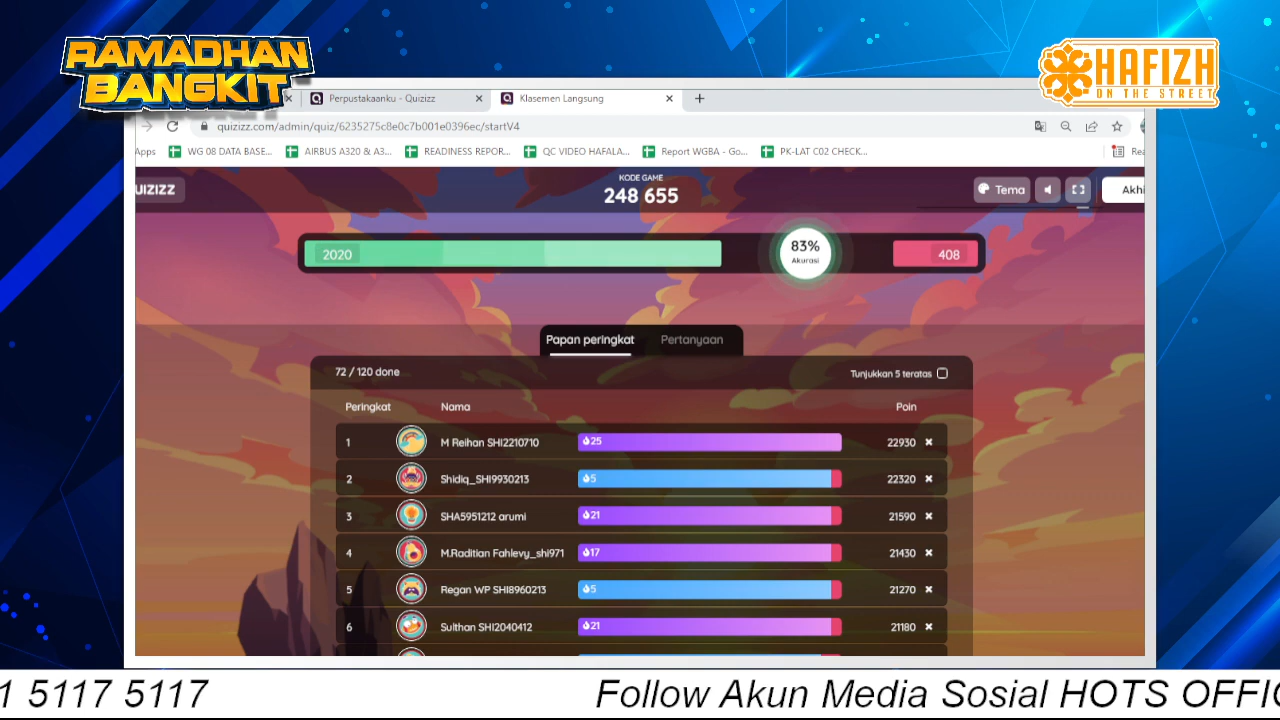 RAMADHAN
BANGKIT
HAFIZH
ON THE STREET
Perpustakaanku - Quizizz
Klasemen Langsung
quizizz.com/admin/quiz/6235275c8e0c7b001e0396ec/startV4
Apps WG 08 DATA BASE... AIRBUS A320 & A3... READINESS REPOR... QC VIDEO HAFALA... Report WGBA - Go... PK-LAT C02 CHECK... Rea
UIZIZZ
KODE GAME
248 655
Tema
Akhi
2020
83%
Akurasi
408
Papan peringkat Pertanyaan
72 / 120 done Tunjukkan 5 teratas
Peringkat Nama Poin
1 M Reihan SHI2210710 25 22930
2 Shidiq_SHI9930213 5 22320
3 SHA5951212 arumi 21 21590
4 M.Raditian Fahlevy_shi971 17 21430
5 Regan WP SHI8960213 5 21270
6 Sulthan SHI2040412 21 21180
1 5117 5117 Follow Akun Media Sosial HOTS OFFIC